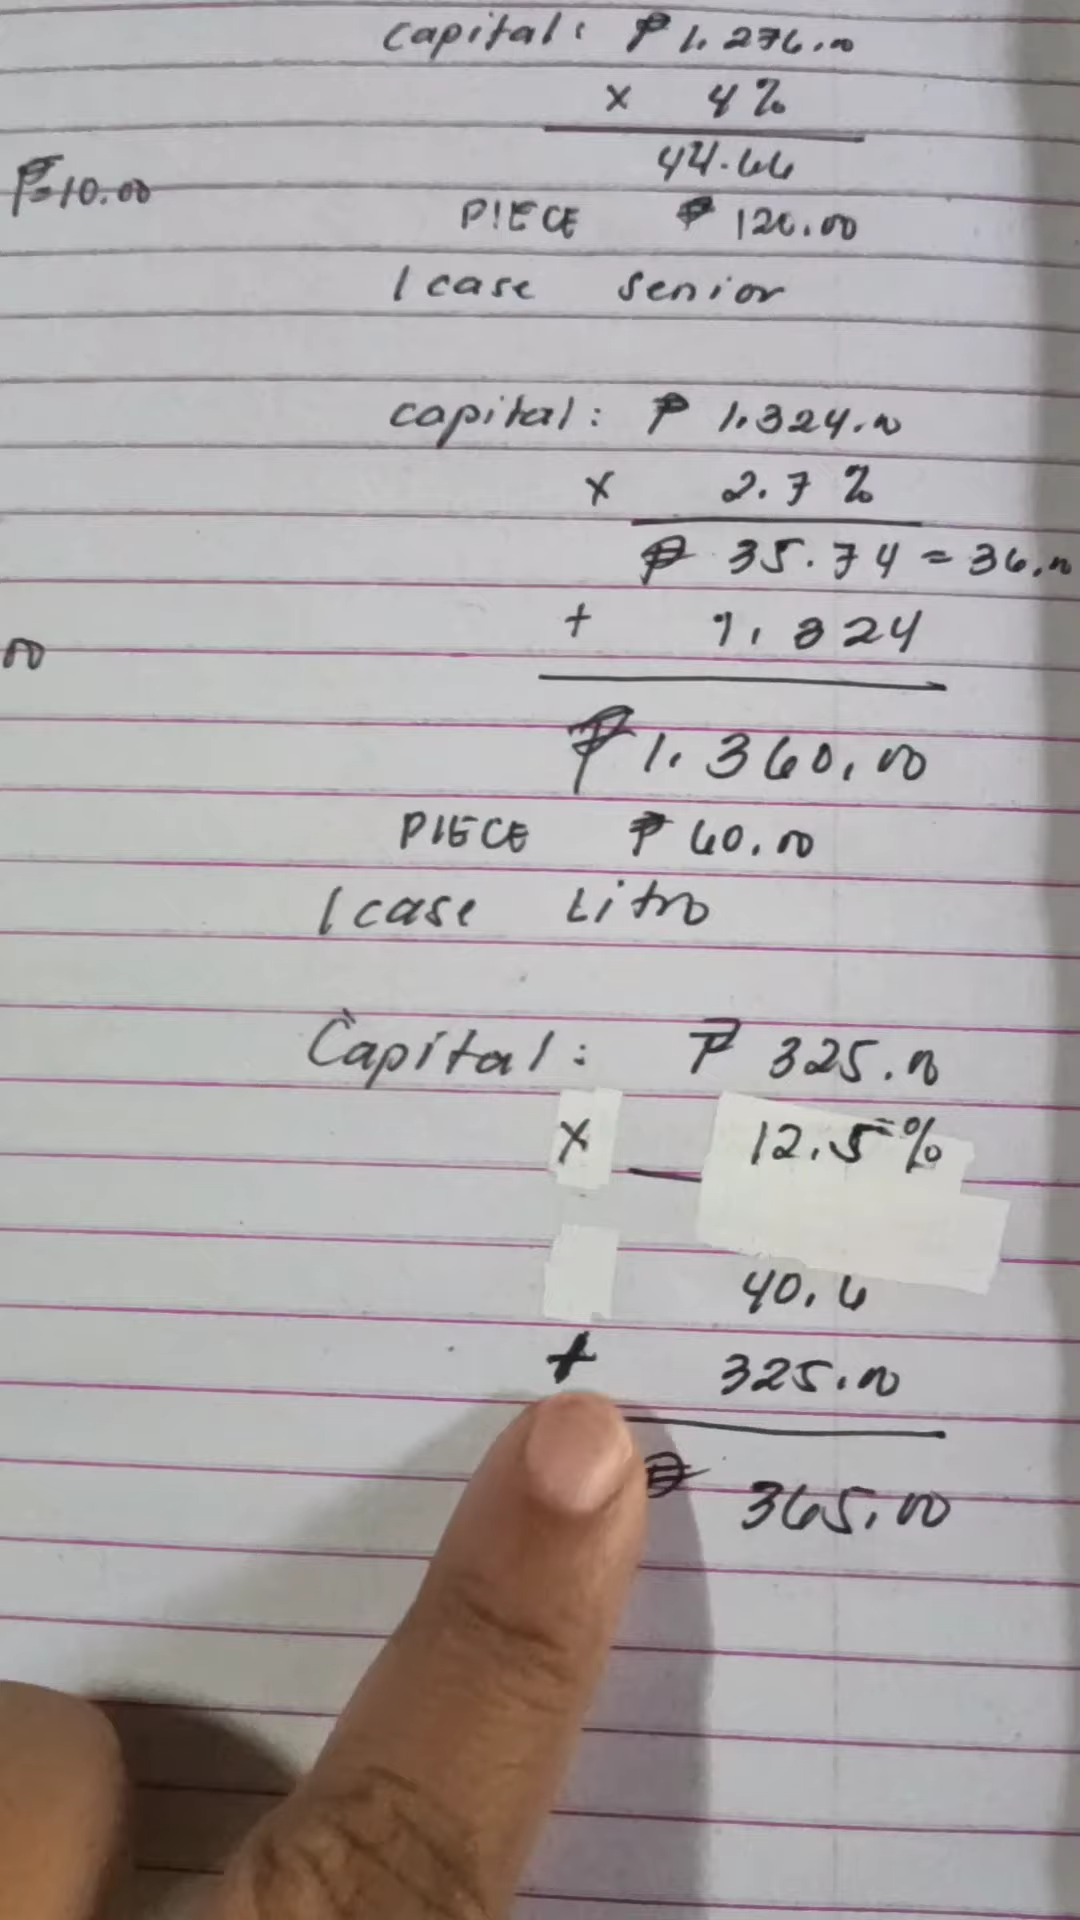 Capital: ₱ 1,276.00
x 4%
44.66
₱10.00
PIECE ₱ 120.00
1 case senior
capital: ₱ 1,324.00
x 2.7 %
₱ 35.74 = 36.00
+ 1,324
00
₱ 1,360.00
PIECE ₱ 60.00
1 case Litro
Capital: ₱ 325.00
x 12.5 %
40.6
+ 325.00
₱ 365.00